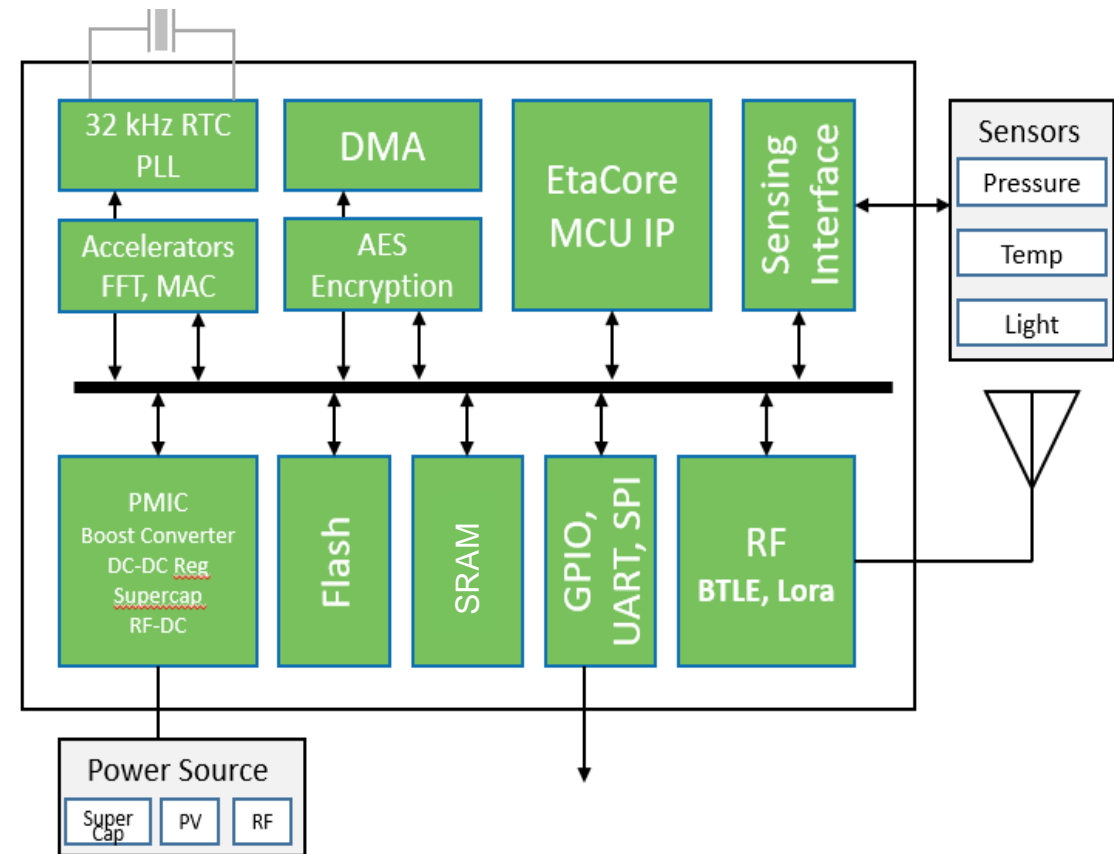 32 kHz RTC
PLL
DMA
EtaCore
MCU IP
Sensing
Interface
Accelerators
FFT, MAC
AES
Encryption
Sensors
Pressure
Temp
Light
PMIC
Boost Converter
DC-DC Reg
Supercap
RF-DC
Flash
SRAM
GPIO,
UART, SPI
RF
BTLE, Lora
Power Source
Super
Cap
PV
RF